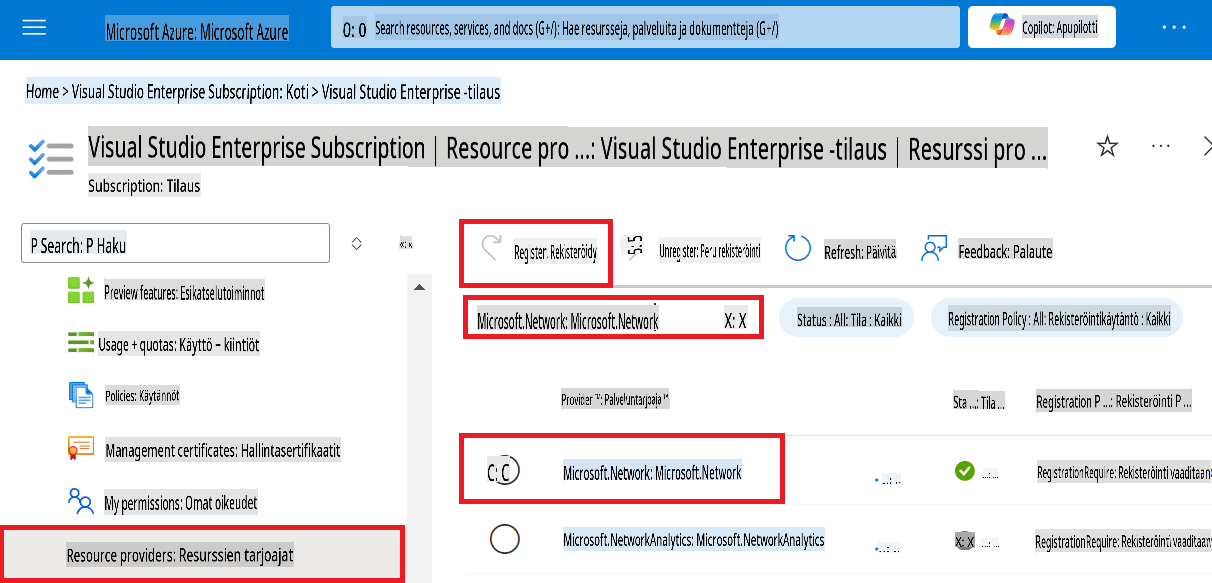 Microsoft Azure: Microsoft Azure
0: 0 Search resources, services, and docs (G+/): Hae resursseja, palveluita ja dokumentteja (G+/)
Copilot: Apupilotti
Home > Visual Studio Enterprise Subscription: Koti > Visual Studio Enterprise -tilaus
Visual Studio Enterprise Subscription | Resource pro ...: Visual Studio Enterprise -tilaus | Resurssi pro ...
Subscription: Tilaus
P Search: P Haku
Register: Rekisteröidy
Unregister: Peru rekisteröinti
Refresh: Päivitä
Feedback: Palaute
Microsoft.Network: Microsoft.Network X: X
Status : All: Tila : Kaikki
Registration Policy : All: Rekisteröintikäytäntö : Kaikki
Preview features: Esikatselutoiminnot
Usage + quotas: Käyttö – kiintiöt
Policies: Käytännöt
Management certificates: Hallintasertifikaatit
My permissions: Omat oikeudet
Resource providers: Resurssien tarjoajat
Provider ↑↓: Palveluntarjoaja ↑↓
Sta ...: Tila ...
Registration P ...: Rekisteröinti P ...
C: C Microsoft.Network: Microsoft.Network ...: ... ...: ... RegistrationRequire: Rekisteröinti vaaditaan
Microsoft.NetworkAnalytics: Microsoft.NetworkAnalytics ...: ... X: X ...: ... RegistrationRequire: Rekisteröinti vaaditaan